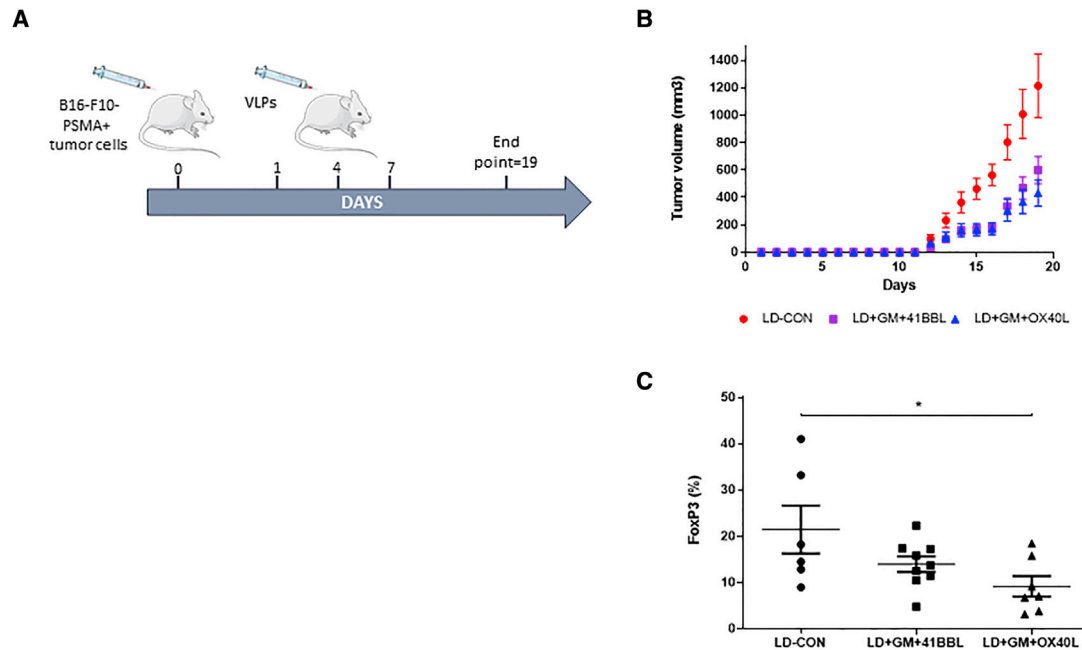 A
B16-F10-
PSMA+
tumor cells
VLPs
End
point=19
0
1
4
7
DAYS
B
Tumor volume (mm3)
1400
1200
1000
800
600
400
200
0
0
5
10
15
20
Days
LD-CON
LD+GM+41BBL
LD+GM+OX40L
C
FoxP3 (%)
50
40
30
20
10
0
*
LD-CON
LD+GM+41BBL
LD+GM+OX40L